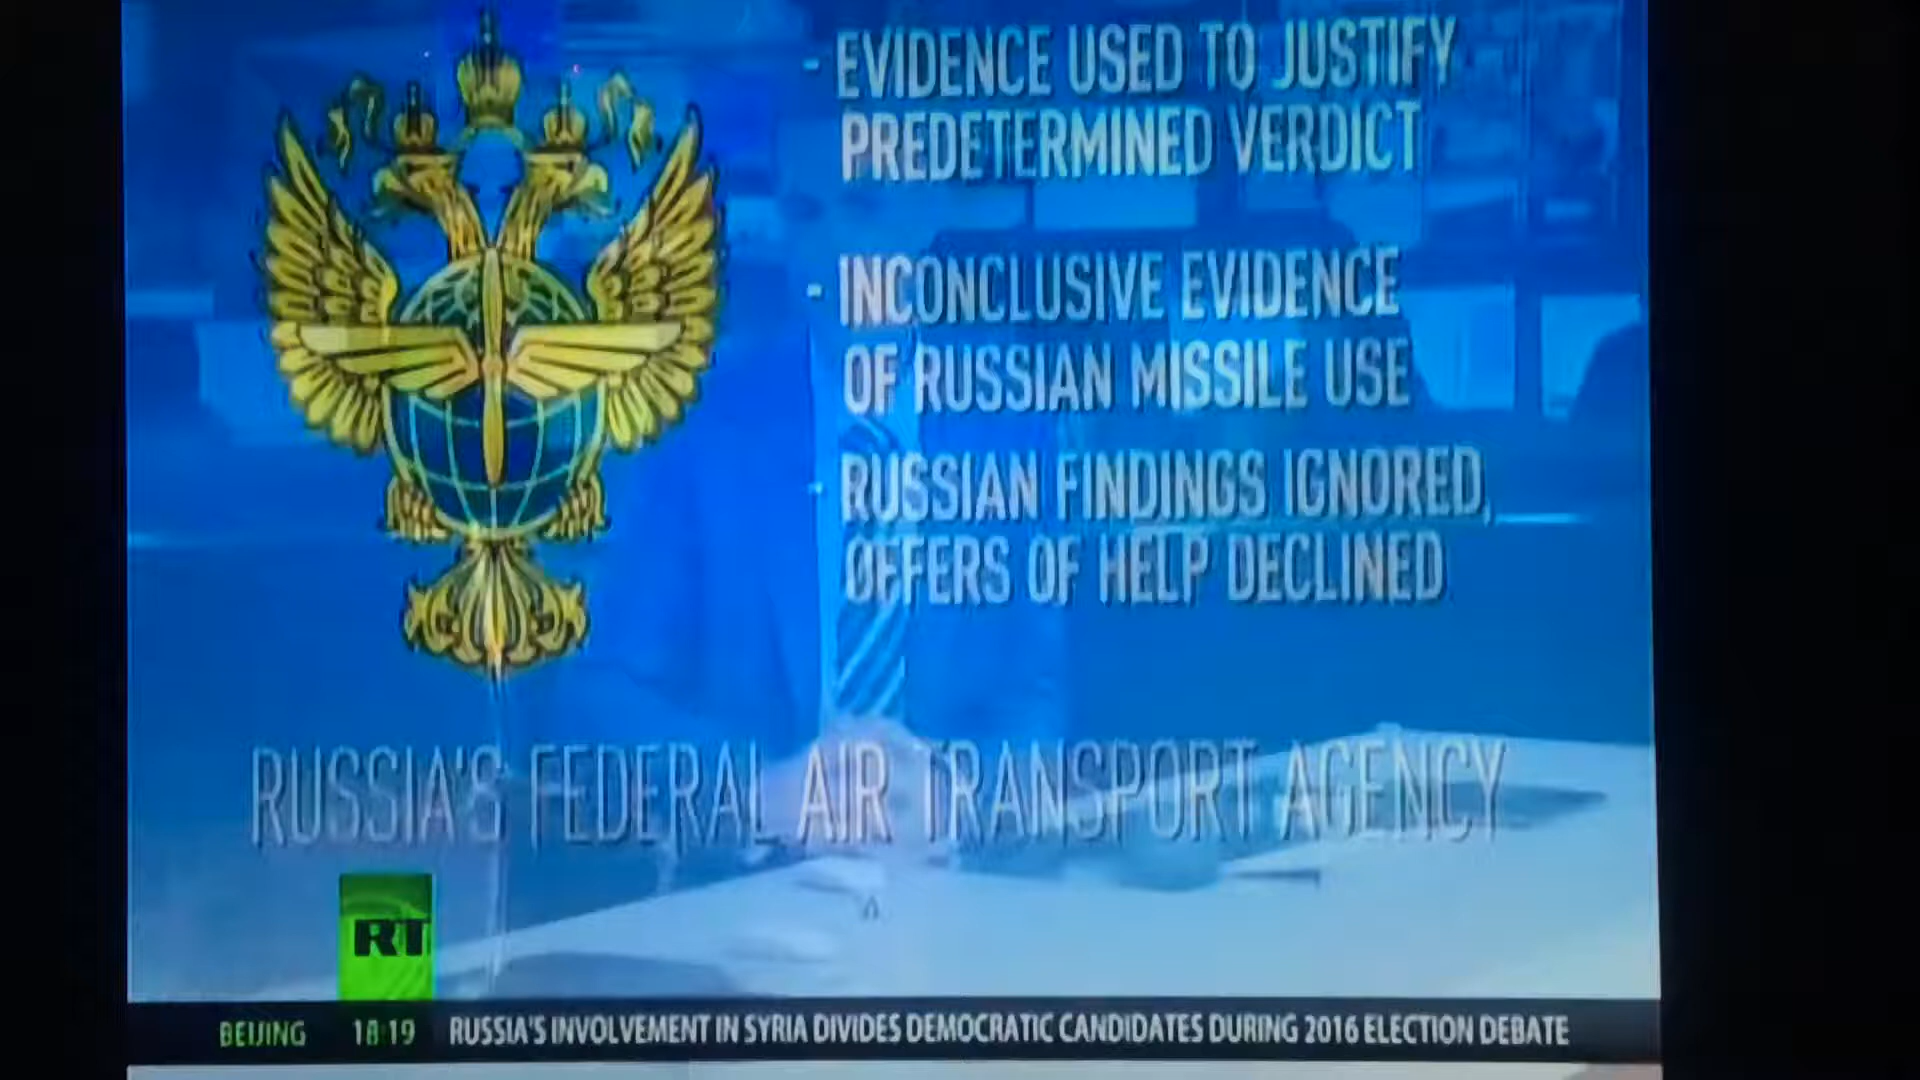 - EVIDENCE USED TO JUSTIFY
PREDETERMINED VERDICT
- INCONCLUSIVE EVIDENCE
OF RUSSIAN MISSILE USE
- RUSSIAN FINDINGS IGNORED,
OFFERS OF HELP DECLINED
RUSSIA'S FEDERAL AIR TRANSPORT AGENCY
RT
BEIJING 18:19 RUSSIA'S INVOLVEMENT IN SYRIA DIVIDES DEMOCRATIC CANDIDATES DURING 2016 ELECTION DEBATE